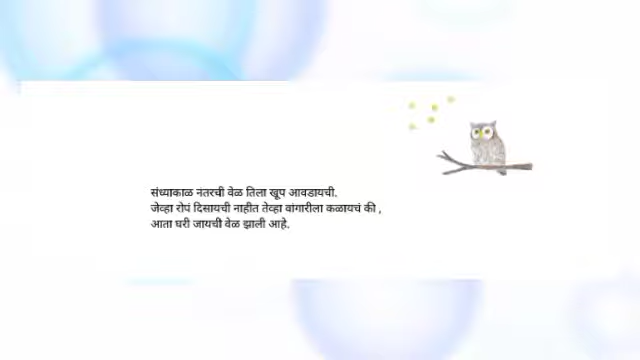 संध्याकाळ नंतरची वेळ तिला खूप आवडायची.
जेव्हा रोपं दिसायची नाहीत तेव्हा वांगारीला कळायचं की ,
आता घरी जायची वेळ झाली आहे.